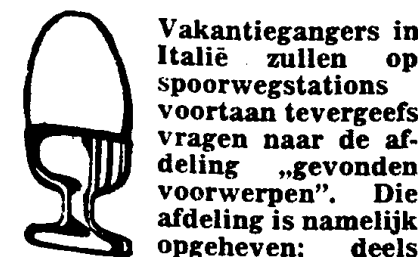 Vakantiegangers in
Italië zullen op
spoorwegstations
voortaan tevergeefs
vragen naar de af-
deling „gevonden
voorwerpen”. Die
afdeling is namelijk
opgeheven; deels